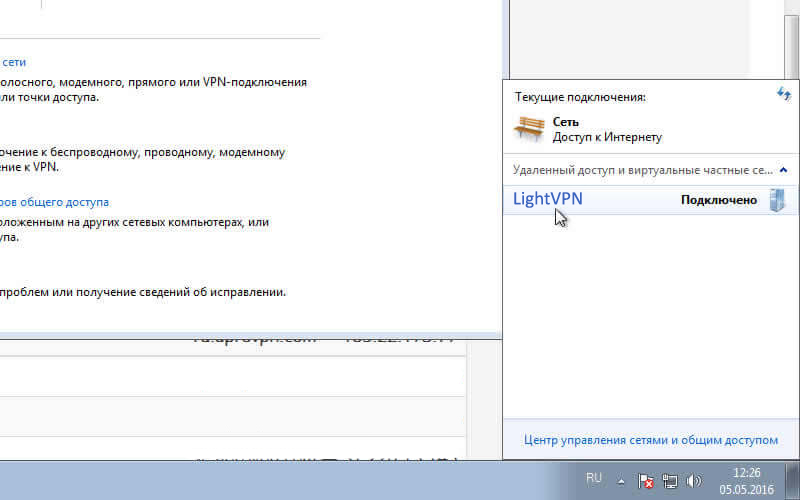 сети
олосного, модемного, прямого или VPN-подключения
ли точки доступа.
ючение к беспроводному, проводному, модемному
ние к VPN.
ров общего доступа
оложенным на других сетевых компьютерах, или
упа.
проблем или получение сведений об исправлении.
Текущие подключения:
Сеть
Доступ к Интернету
Удаленный доступ и виртуальные частные се...
LightVPN Подключено
Центр управления сетями и общим доступом
RU
12:26
05.05.2016